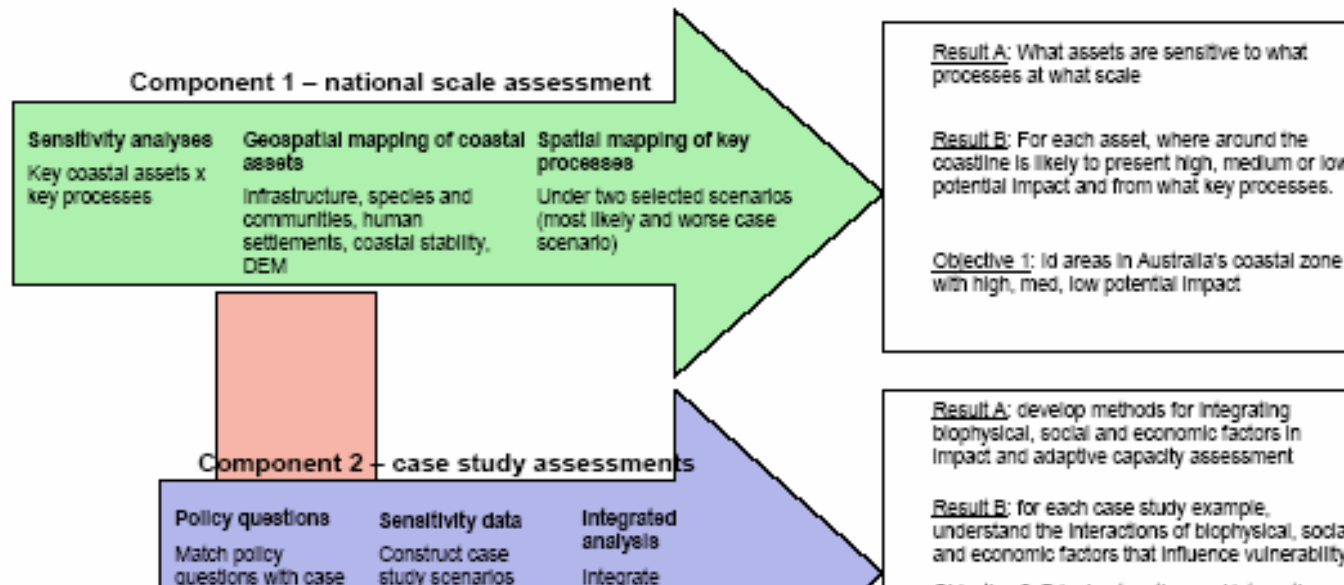 Component 1 – national scale assessment
Sensitivity analyses
Key coastal assets x
key processes
Geospatial mapping of coastal
assets
Infrastructure, species and
communities, human
settlements, coastal stability,
DEM
Spatial mapping of key
processes
Under two selected scenarios
(most likely and worse case
scenario)
Result A: What assets are sensitive to what
processes at what scale
Result B: For each asset, where around the
coastline is likely to present high, medium or low
potential impact and from what key processes.
Objective 1: Id areas in Australia's coastal zone
with high, med, low potential impact
Component 2 – case study assessments
Policy questions
Match policy
questions with case
Sensitivity data
Construct case
study scenarios
Integrated
analysis
Integrate
Result A: develop methods for integrating
biophysical, social and economic factors in
impact and adaptive capacity assessment
Result B: for each case study example,
understand the interactions of biophysical, social
and economic factors that influence vulnerability